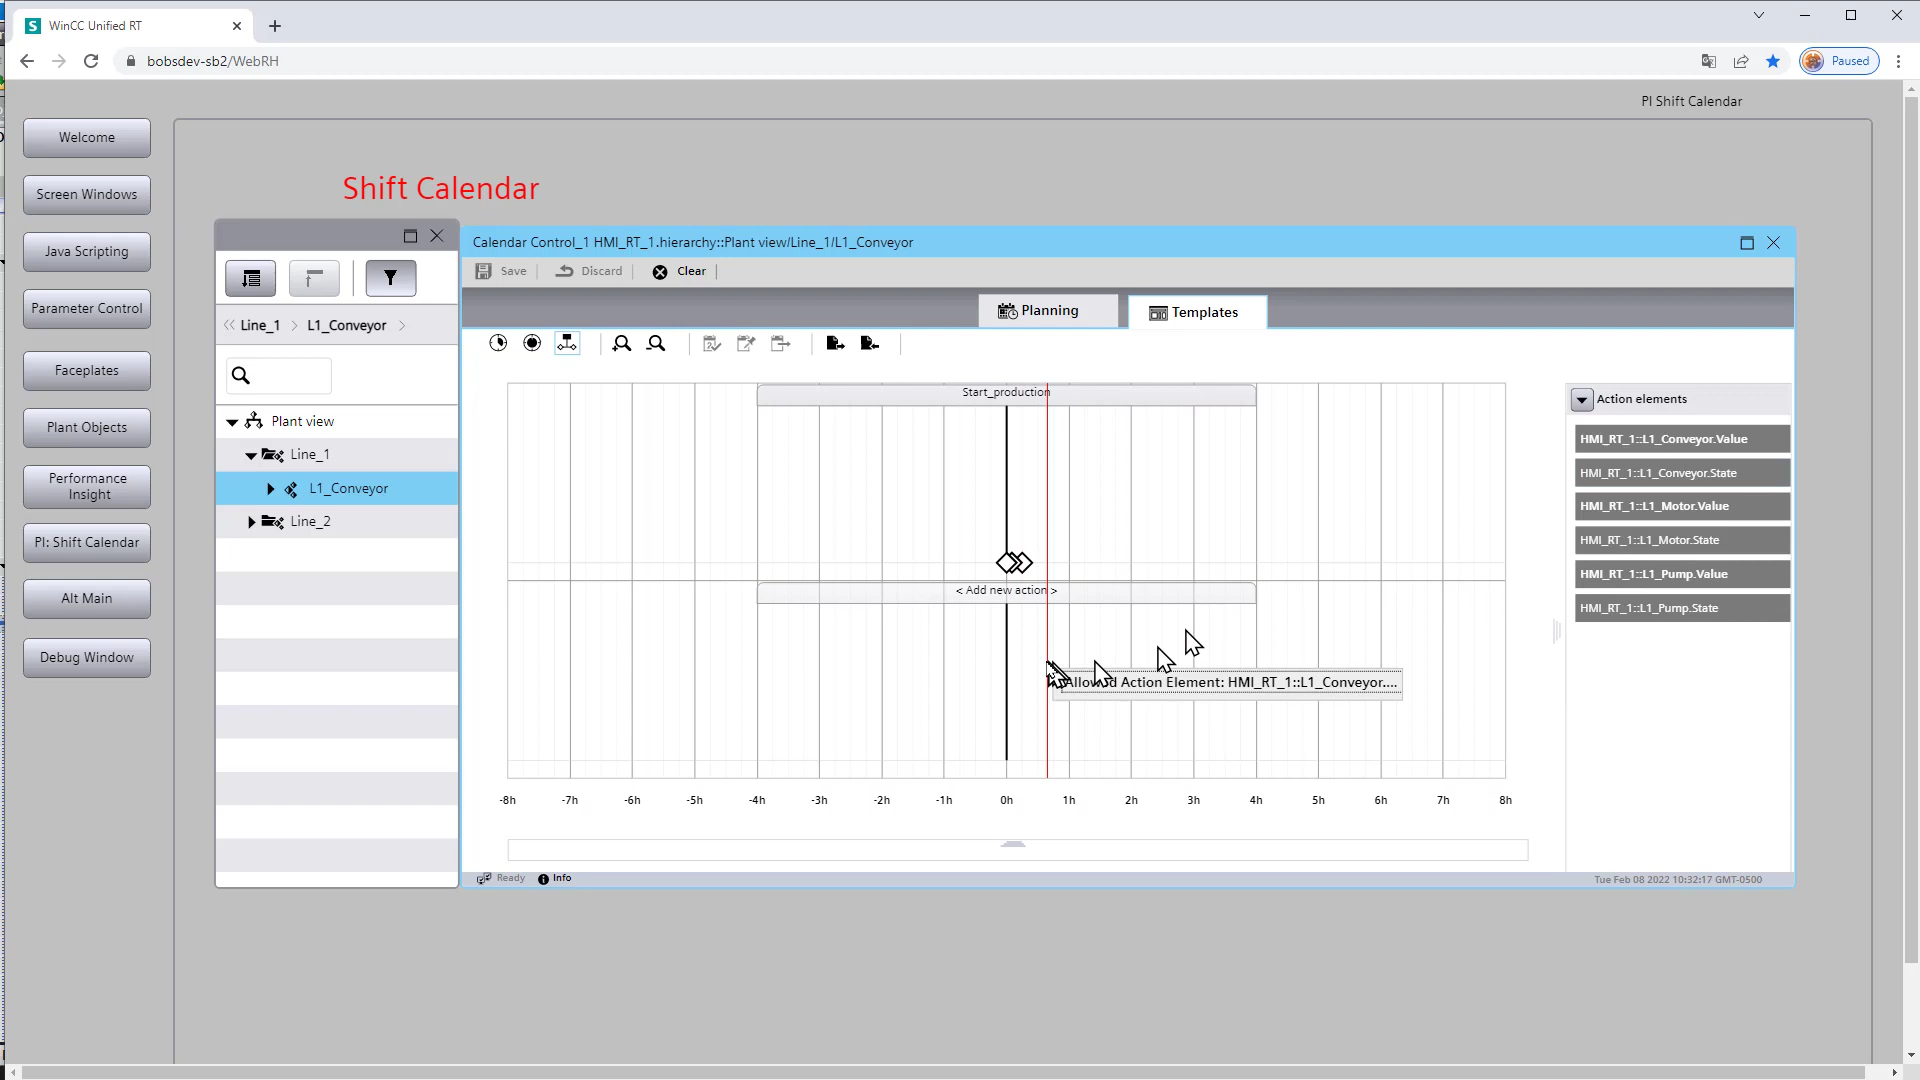 WinCC Unified RT
bobsdev-sb2/WebRH
Paused
PI Shift Calendar
Welcome
Screen Windows
Java Scripting
Parameter Control
Faceplates
Plant Objects
Performance
Insight
PI: Shift Calendar
Alt Main
Debug Window
Shift Calendar
Line_1
L1_Conveyor
Plant view
Line_1
L1_Conveyor
Line_2
Calendar Control_1 HMI_RT_1.hierarchy::Plant view/Line_1/L1_Conveyor
Save
Discard
Clear
Planning
Templates
Start_production
< Add new action >
Allowed Action Element: HMI_RT_1::L1_Conveyor....
-8h -7h -6h -5h -4h -3h -2h -1h 0h 1h 2h 3h 4h 5h 6h 7h 8h
Action elements
HMI_RT_1::L1_Conveyor.Value
HMI_RT_1::L1_Conveyor.State
HMI_RT_1::L1_Motor.Value
HMI_RT_1::L1_Motor.State
HMI_RT_1::L1_Pump.Value
HMI_RT_1::L1_Pump.State
Ready
Info
Tue Feb 08 2022 10:32:17 GMT-0500